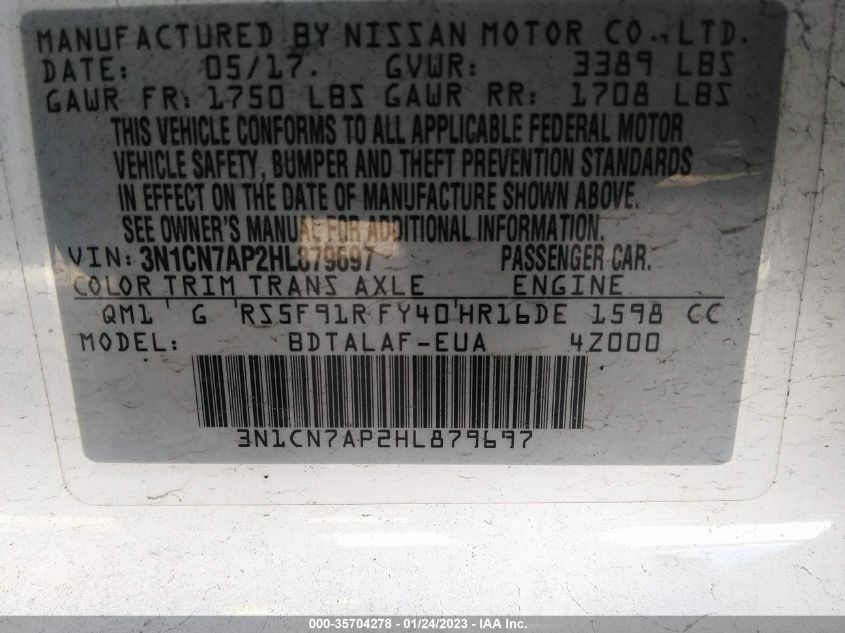 MANUFACTURED BY NISSAN MOTOR CO., LTD.
DATE: 05/17. GVWR: 3389 LBS
GAWR FR: 1750 LBS GAWR RR: 1708 LBS
THIS VEHICLE CONFORMS TO ALL APPLICABLE FEDERAL MOTOR
VEHICLE SAFETY, BUMPER AND THEFT PREVENTION STANDARDS
IN EFFECT ON THE DATE OF MANUFACTURE SHOWN ABOVE.
SEE OWNER'S MANUAL FOR ADDITIONAL INFORMATION
VIN: 3N1CN7AP2HL879697 PASSENGER CAR.
COLOR TRIM TRANS AXLE ENGINE
QM1 G RS5F91R FY40 HR16DE 1598 CC
MODEL: BDTALAF-EUA 4Z000
3N1CN7AP2HL879697
000-35704278 - 01/24/2023 - IAA Inc.